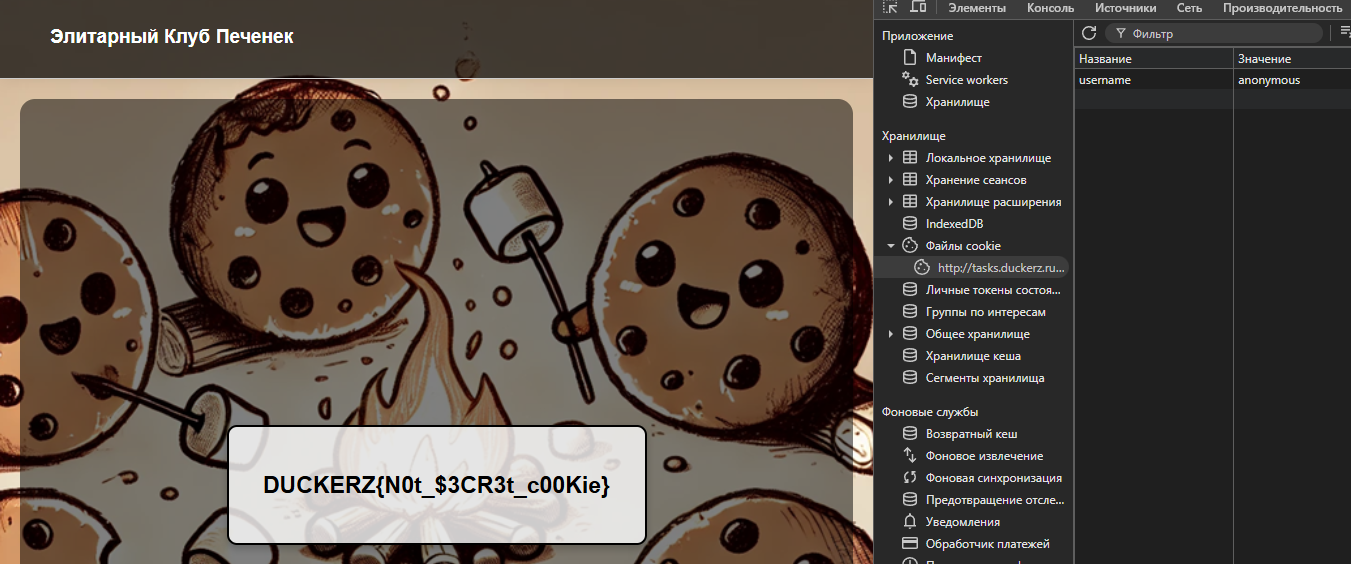 Элитарный Клуб Печенек
DUCKERZ{N0t_$3CR3t_c00Kie}
Элементы
Консоль
Источники
Сеть
Производительность
Приложение
Манифест
Service workers
Хранилище
Хранилище
Локальное хранилище
Хранение сеансов
Хранилище расширения
IndexedDB
Файлы cookie
http://tasks.duckerz.ru...
Личные токены состоя...
Группы по интересам
Общее хранилище
Хранилище кеша
Сегменты хранилища
Фоновые службы
Возвратный кеш
Фоновое извлечение
Фоновая синхронизация
Предотвращение отсле...
Уведомления
Обработчик платежей
Фильтр
Название Значение
username anonymous